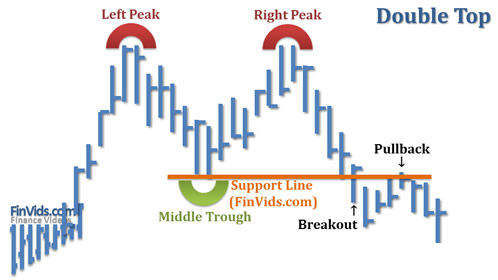 Left Peak
Right Peak
Double Top
Pullback
Support Line
(FinVids.com)
Middle Trough
Breakout
FinVids.com
Finance Videos